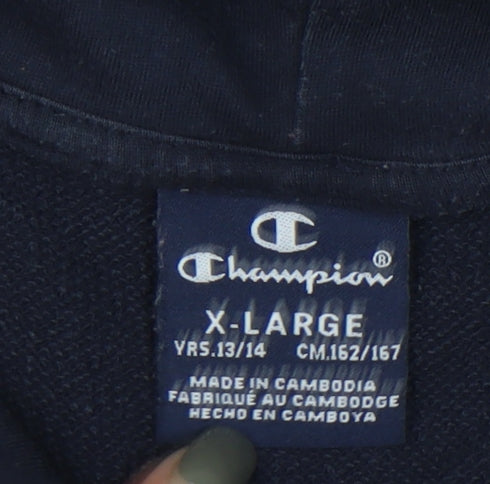 Champion®
X-LARGE
YRS.13/14 CM.162/167
MADE IN CAMBODIA
FABRIQUÉ AU CAMBODGE
HECHO EN CAMBOYA